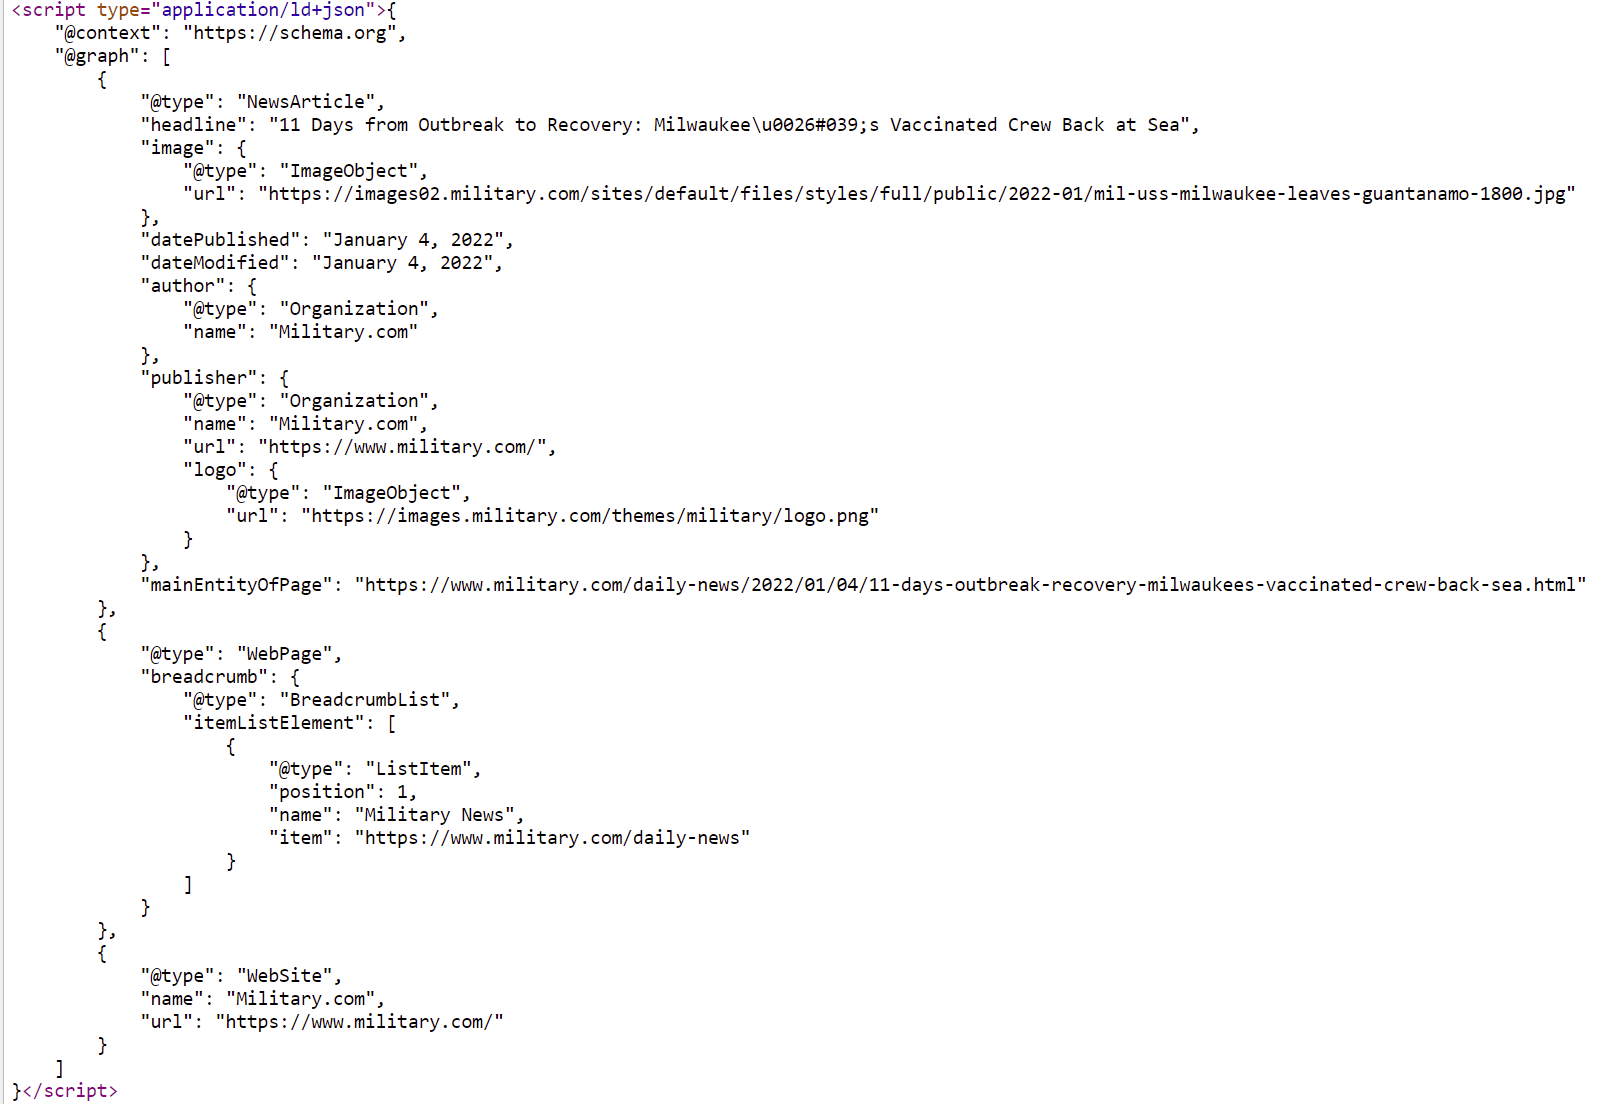 <script type="application/ld+json">{
    "@context": "https://schema.org",
    "@graph": [
        {
            "@type": "NewsArticle",
            "headline": "11 Days from Outbreak to Recovery: Milwaukee\u0026#039;s Vaccinated Crew Back at Sea",
            "image": {
                "@type": "ImageObject",
                "url": "https://images02.military.com/sites/default/files/styles/full/public/2022-01/mil-uss-milwaukee-leaves-guantanamo-1800.jpg"
            },
            "datePublished": "January 4, 2022",
            "dateModified": "January 4, 2022",
            "author": {
                "@type": "Organization",
                "name": "Military.com"
            },
            "publisher": {
                "@type": "Organization",
                "name": "Military.com",
                "url": "https://www.military.com/",
                "logo": {
                    "@type": "ImageObject",
                    "url": "https://images.military.com/themes/military/logo.png"
                }
            },
            "mainEntityOfPage": "https://www.military.com/daily-news/2022/01/04/11-days-outbreak-recovery-milwaukees-vaccinated-crew-back-sea.html"
        },
        {
            "@type": "WebPage",
            "breadcrumb": {
                "@type": "BreadcrumbList",
                "itemListElement": [
                    {
                        "@type": "ListItem",
                        "position": 1,
                        "name": "Military News",
                        "item": "https://www.military.com/daily-news"
                    }
                ]
            }
        },
        {
            "@type": "WebSite",
            "name": "Military.com",
            "url": "https://www.military.com/"
        }
    ]
}</script>